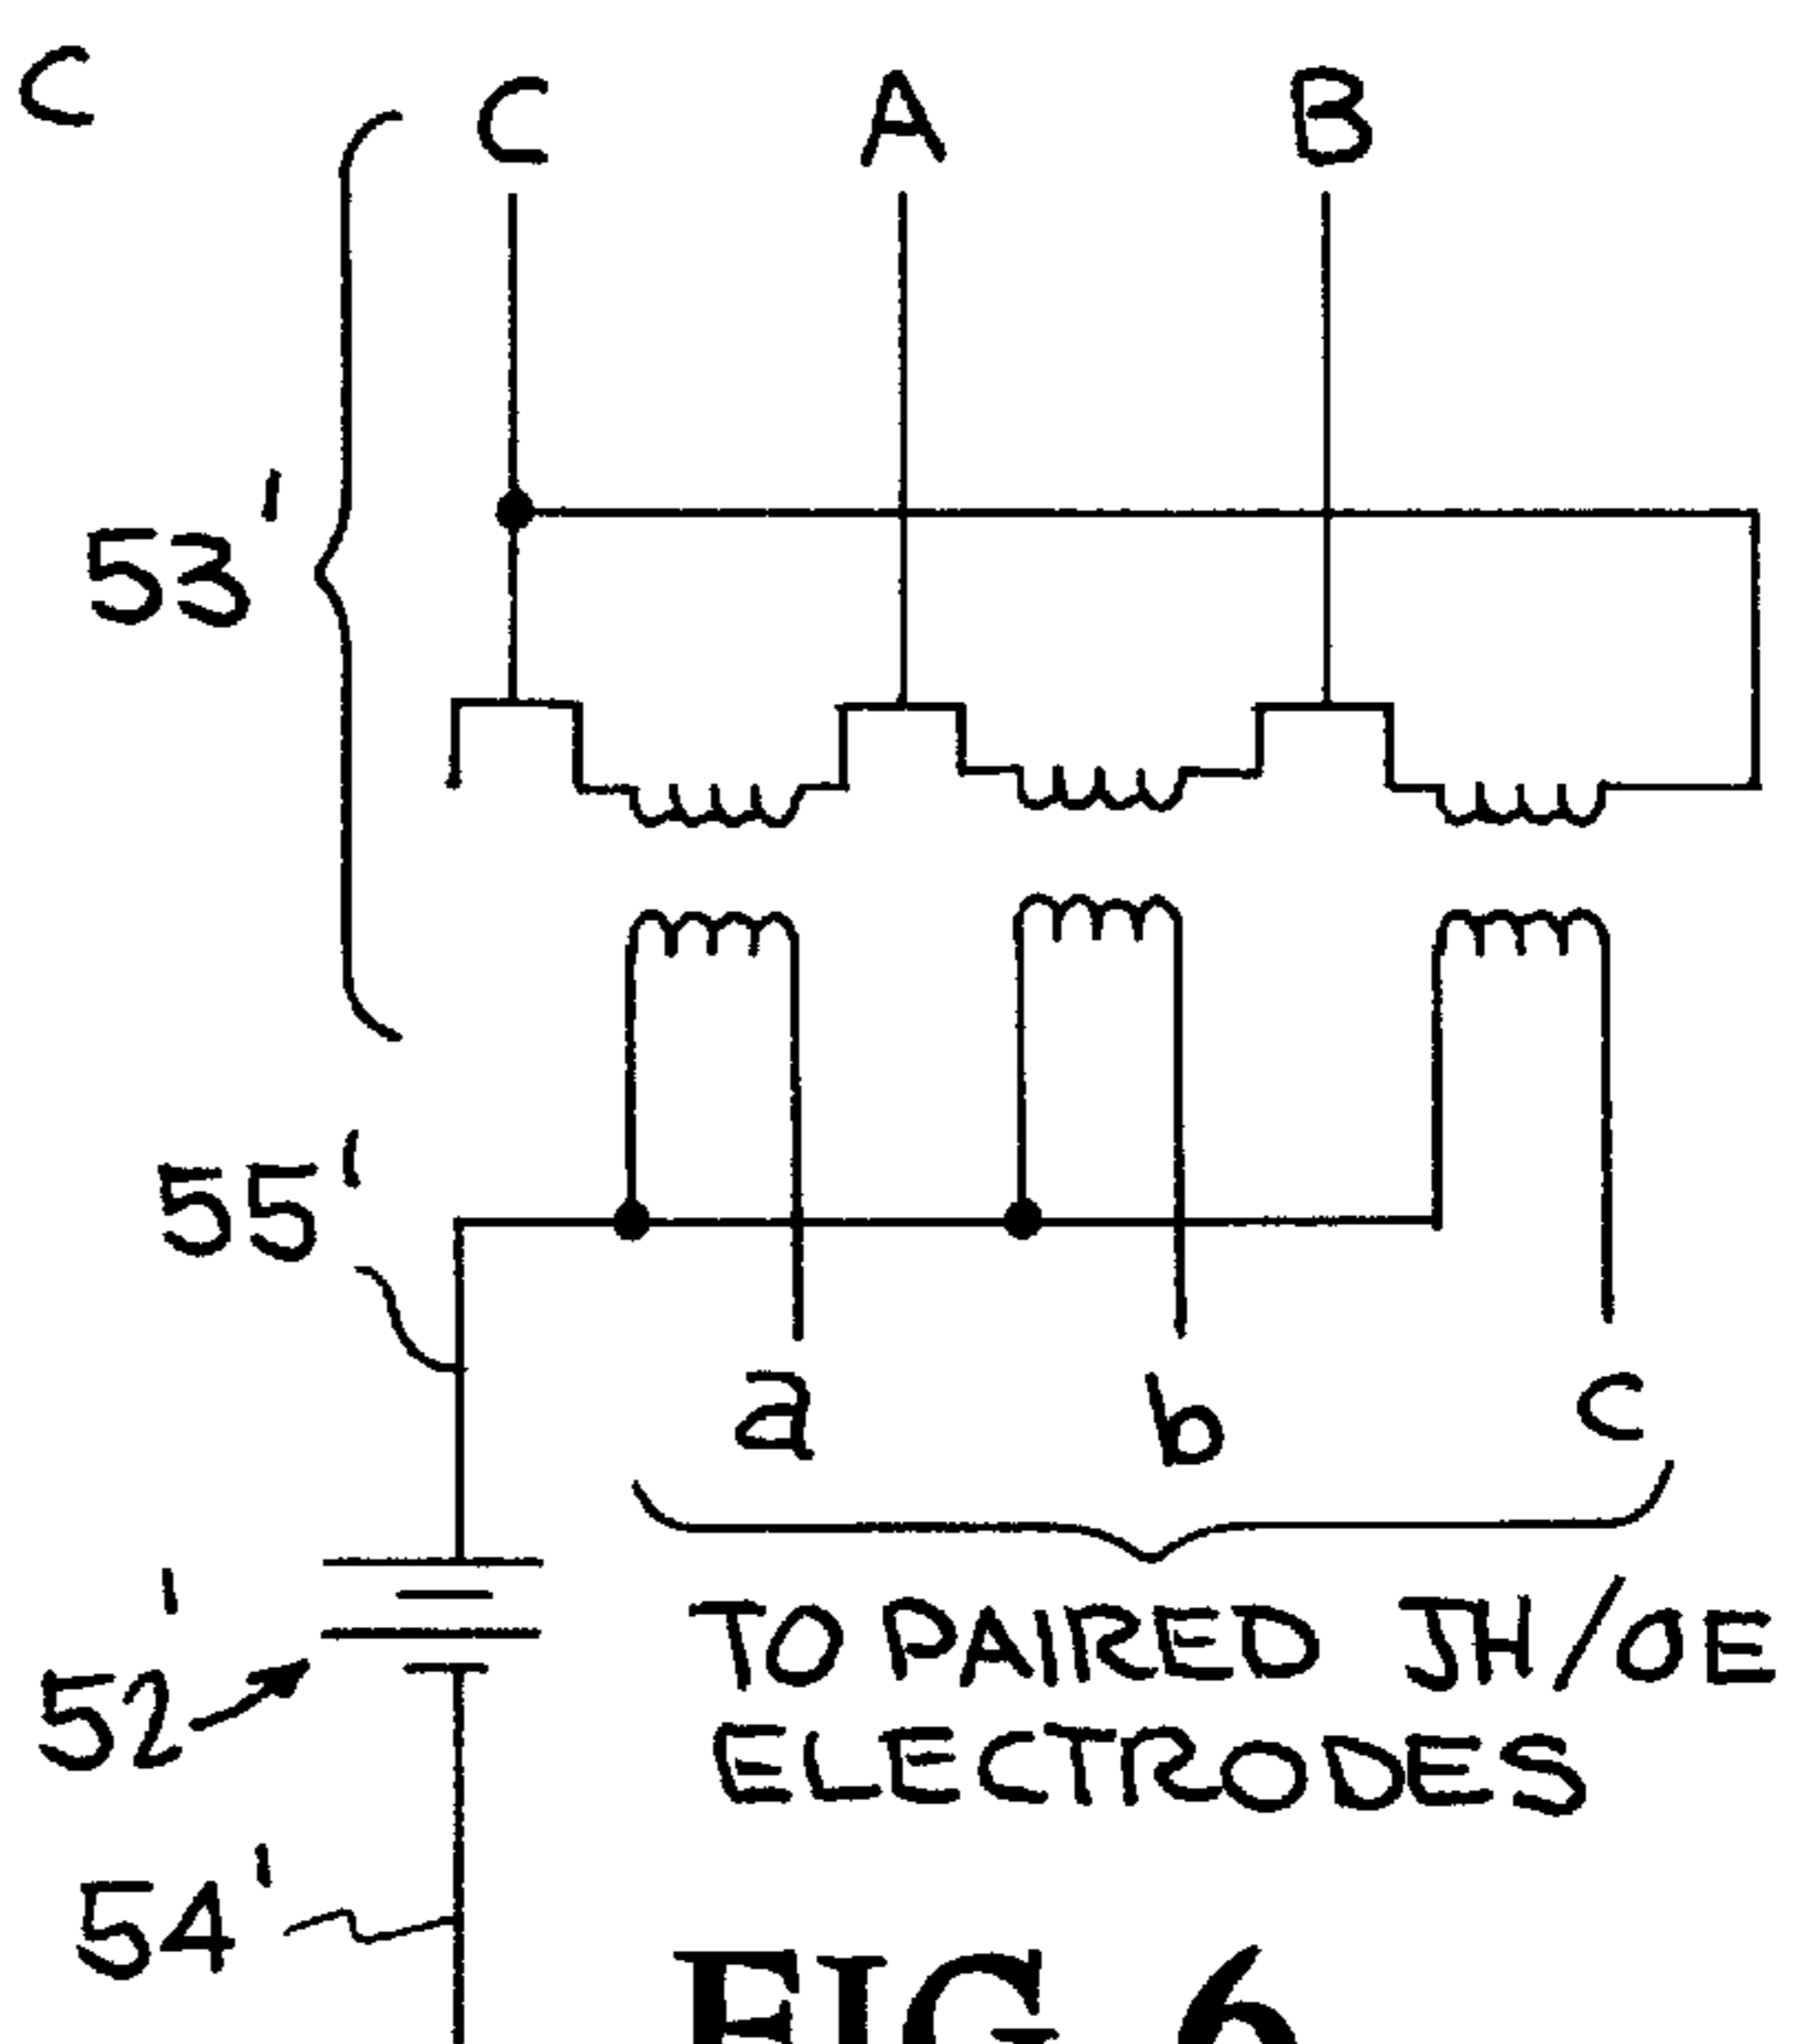 C
C A B
53'
55'
a b c
TO PAIRED JH/OE
ELECTRODES
52'
54'
FIG 6